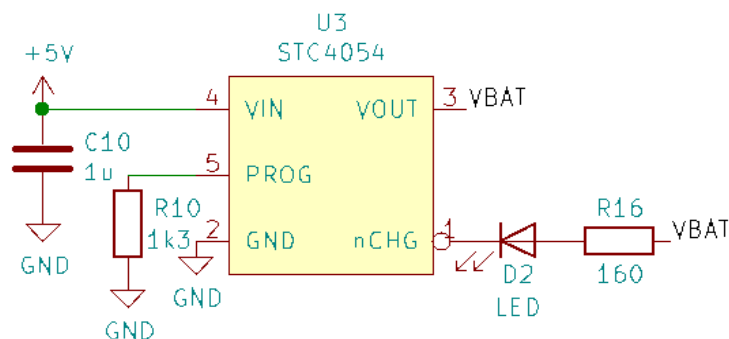 U3
STC4054
+5V
4
VIN
VOUT
3
VBAT
C10
1u
5
PROG
R10
1k3
2
GND
nCHG
1
R16
VBAT
GND
GND
D2
160
LED
GND